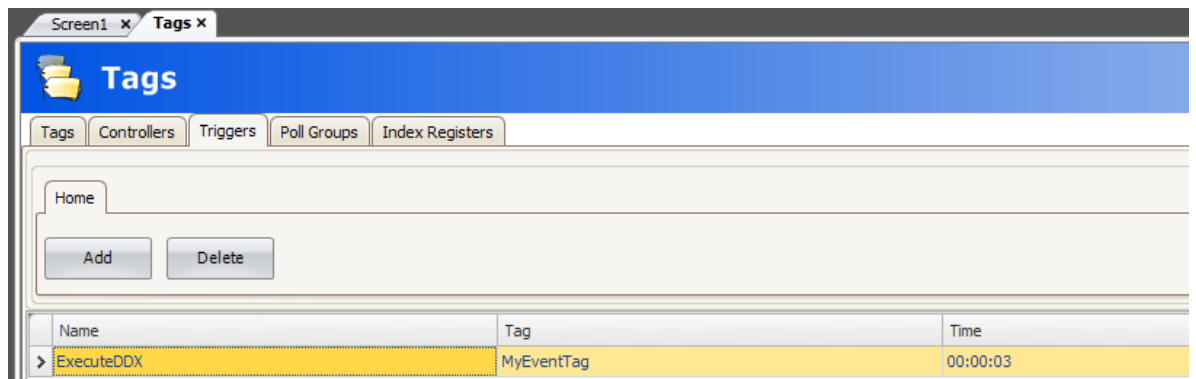 Screen1 x Tags x
Tags
Tags Controllers Triggers Poll Groups Index Registers
Home
Add Delete
Name Tag Time
ExecuteDDX MyEventTag 00:00:03